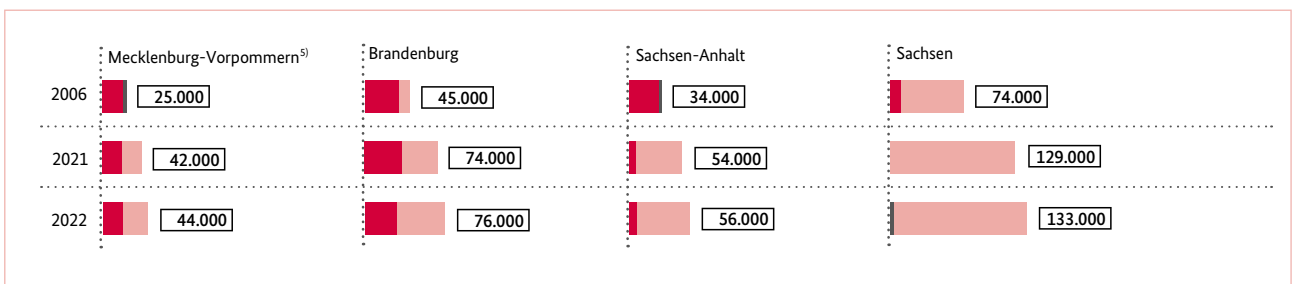 Mecklenburg-Vorpommern⁵⁾ Brandenburg Sachsen-Anhalt Sachsen
2006 25.000 45.000 34.000 74.000
2021 42.000 74.000 54.000 129.000
2022 44.000 76.000 56.000 133.000